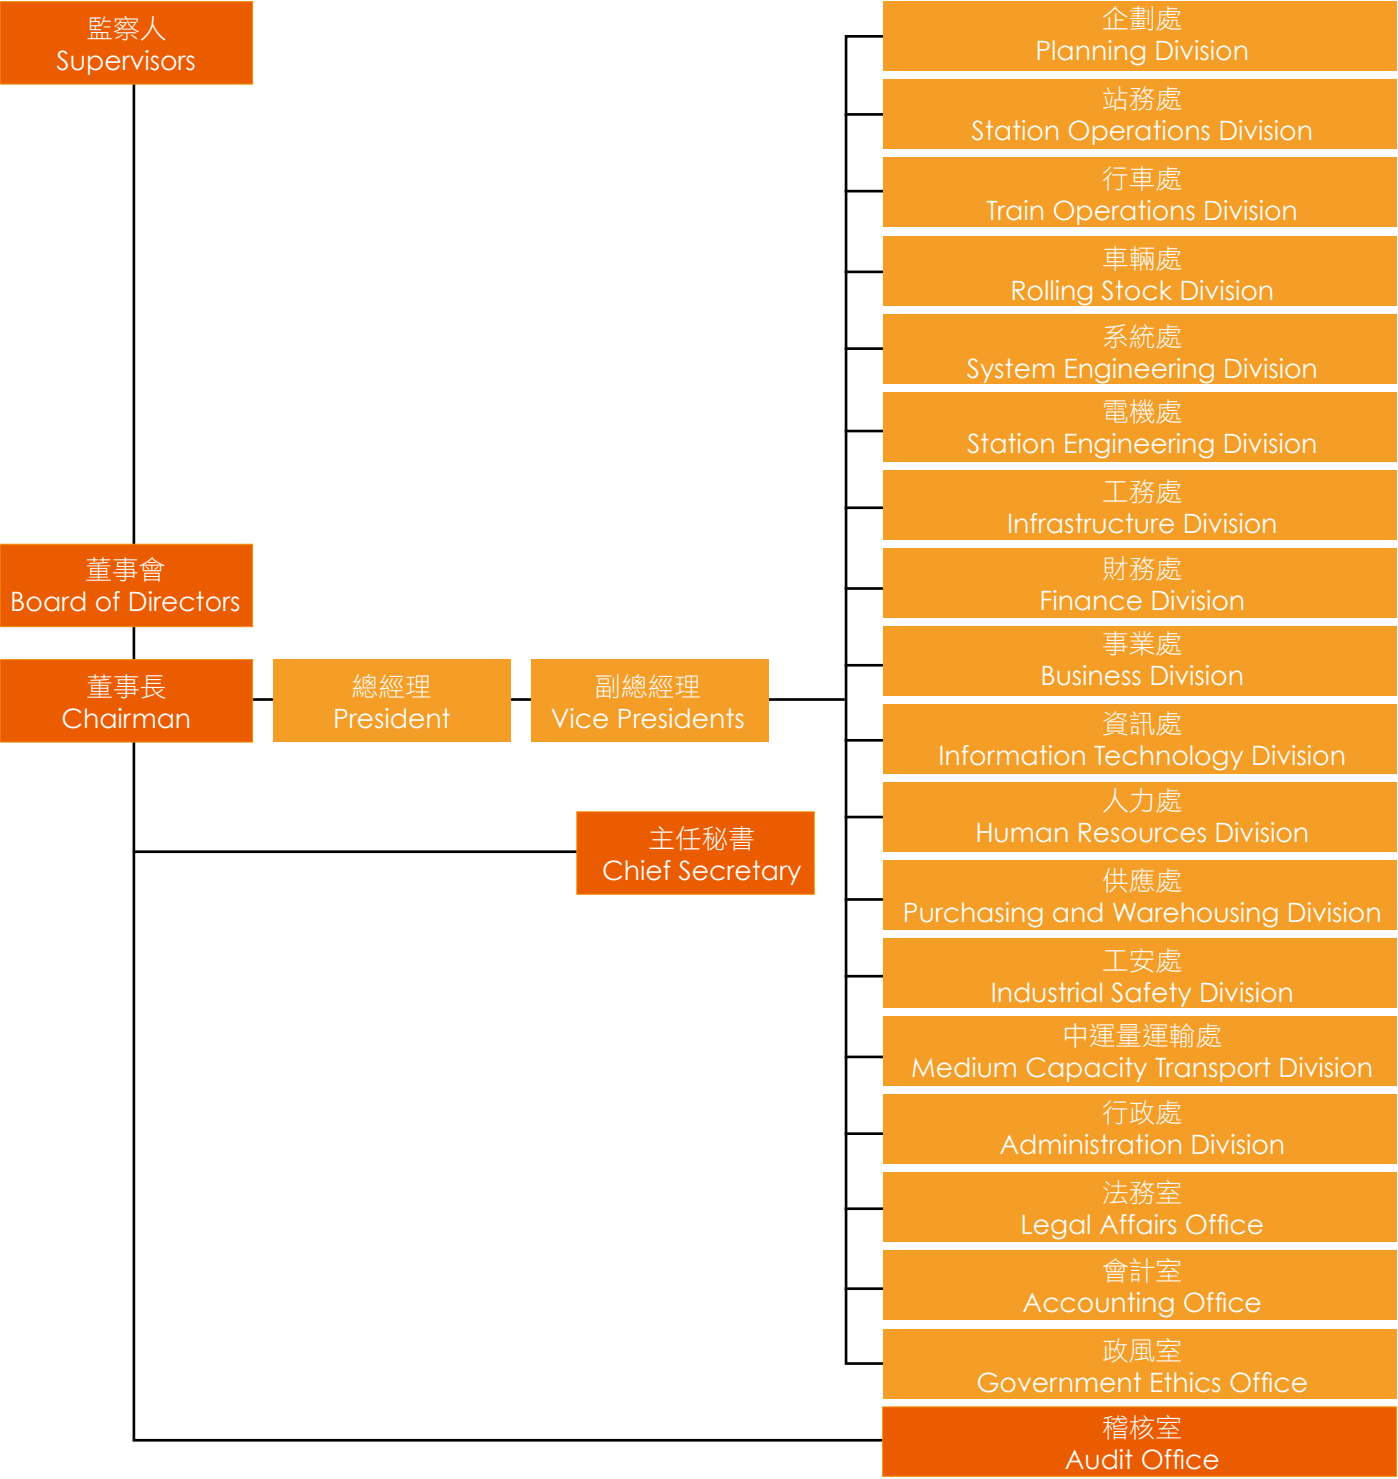 監察人
Supervisors
董事會
Board of Directors
董事長
Chairman
總經理
President
副總經理
Vice Presidents
主任秘書
Chief Secretary
企劃處
Planning Division
站務處
Station Operations Division
行車處
Train Operations Division
車輛處
Rolling Stock Division
系統處
System Engineering Division
電機處
Station Engineering Division
工務處
Infrastructure Division
財務處
Finance Division
事業處
Business Division
資訊處
Information Technology Division
人力處
Human Resources Division
供應處
Purchasing and Warehousing Division
工安處
Industrial Safety Division
中運量運輸處
Medium Capacity Transport Division
行政處
Administration Division
法務室
Legal Affairs Office
會計室
Accounting Office
政風室
Government Ethics Office
稽核室
Audit Office